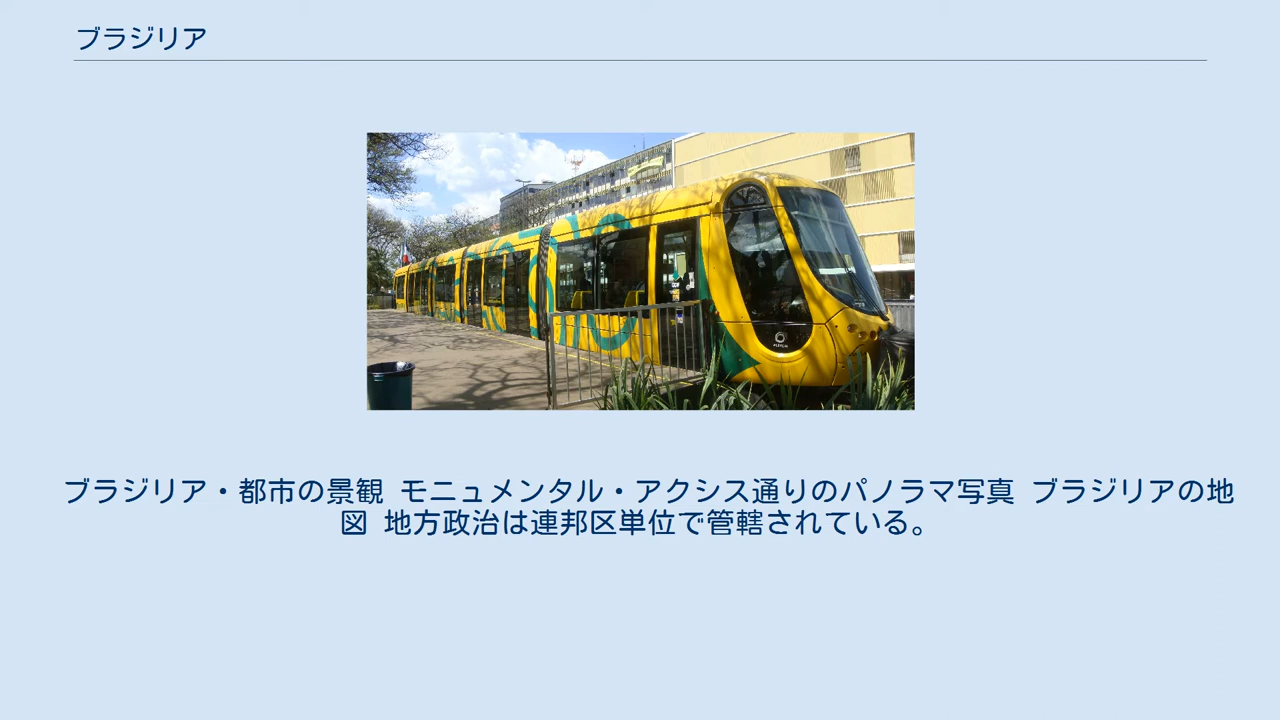 ブラジリア
ブラジリア・都市の景観 モニュメンタル・アクシス通りのパノラマ写真 ブラジリアの地
図 地方政治は連邦区単位で管轄されている。